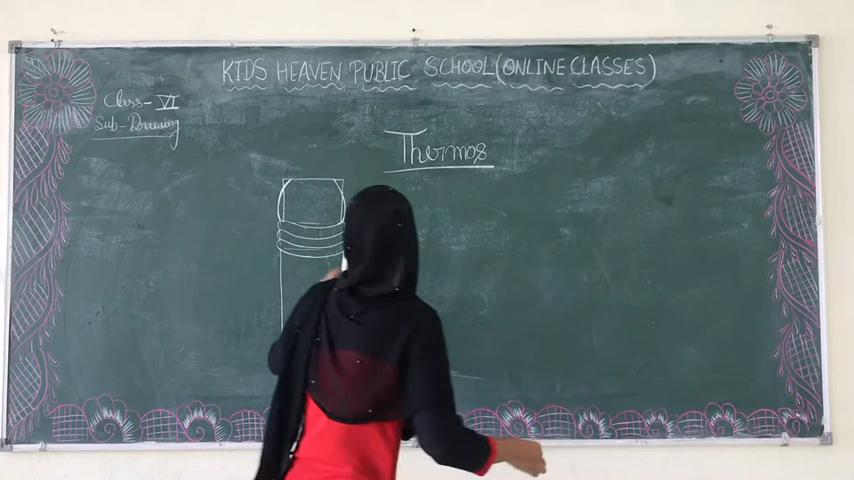 KIDS HEAVEN PUBLIC SCHOOL (ONLINE CLASSES)
Class - VI
Sub - Drawing
Thermos